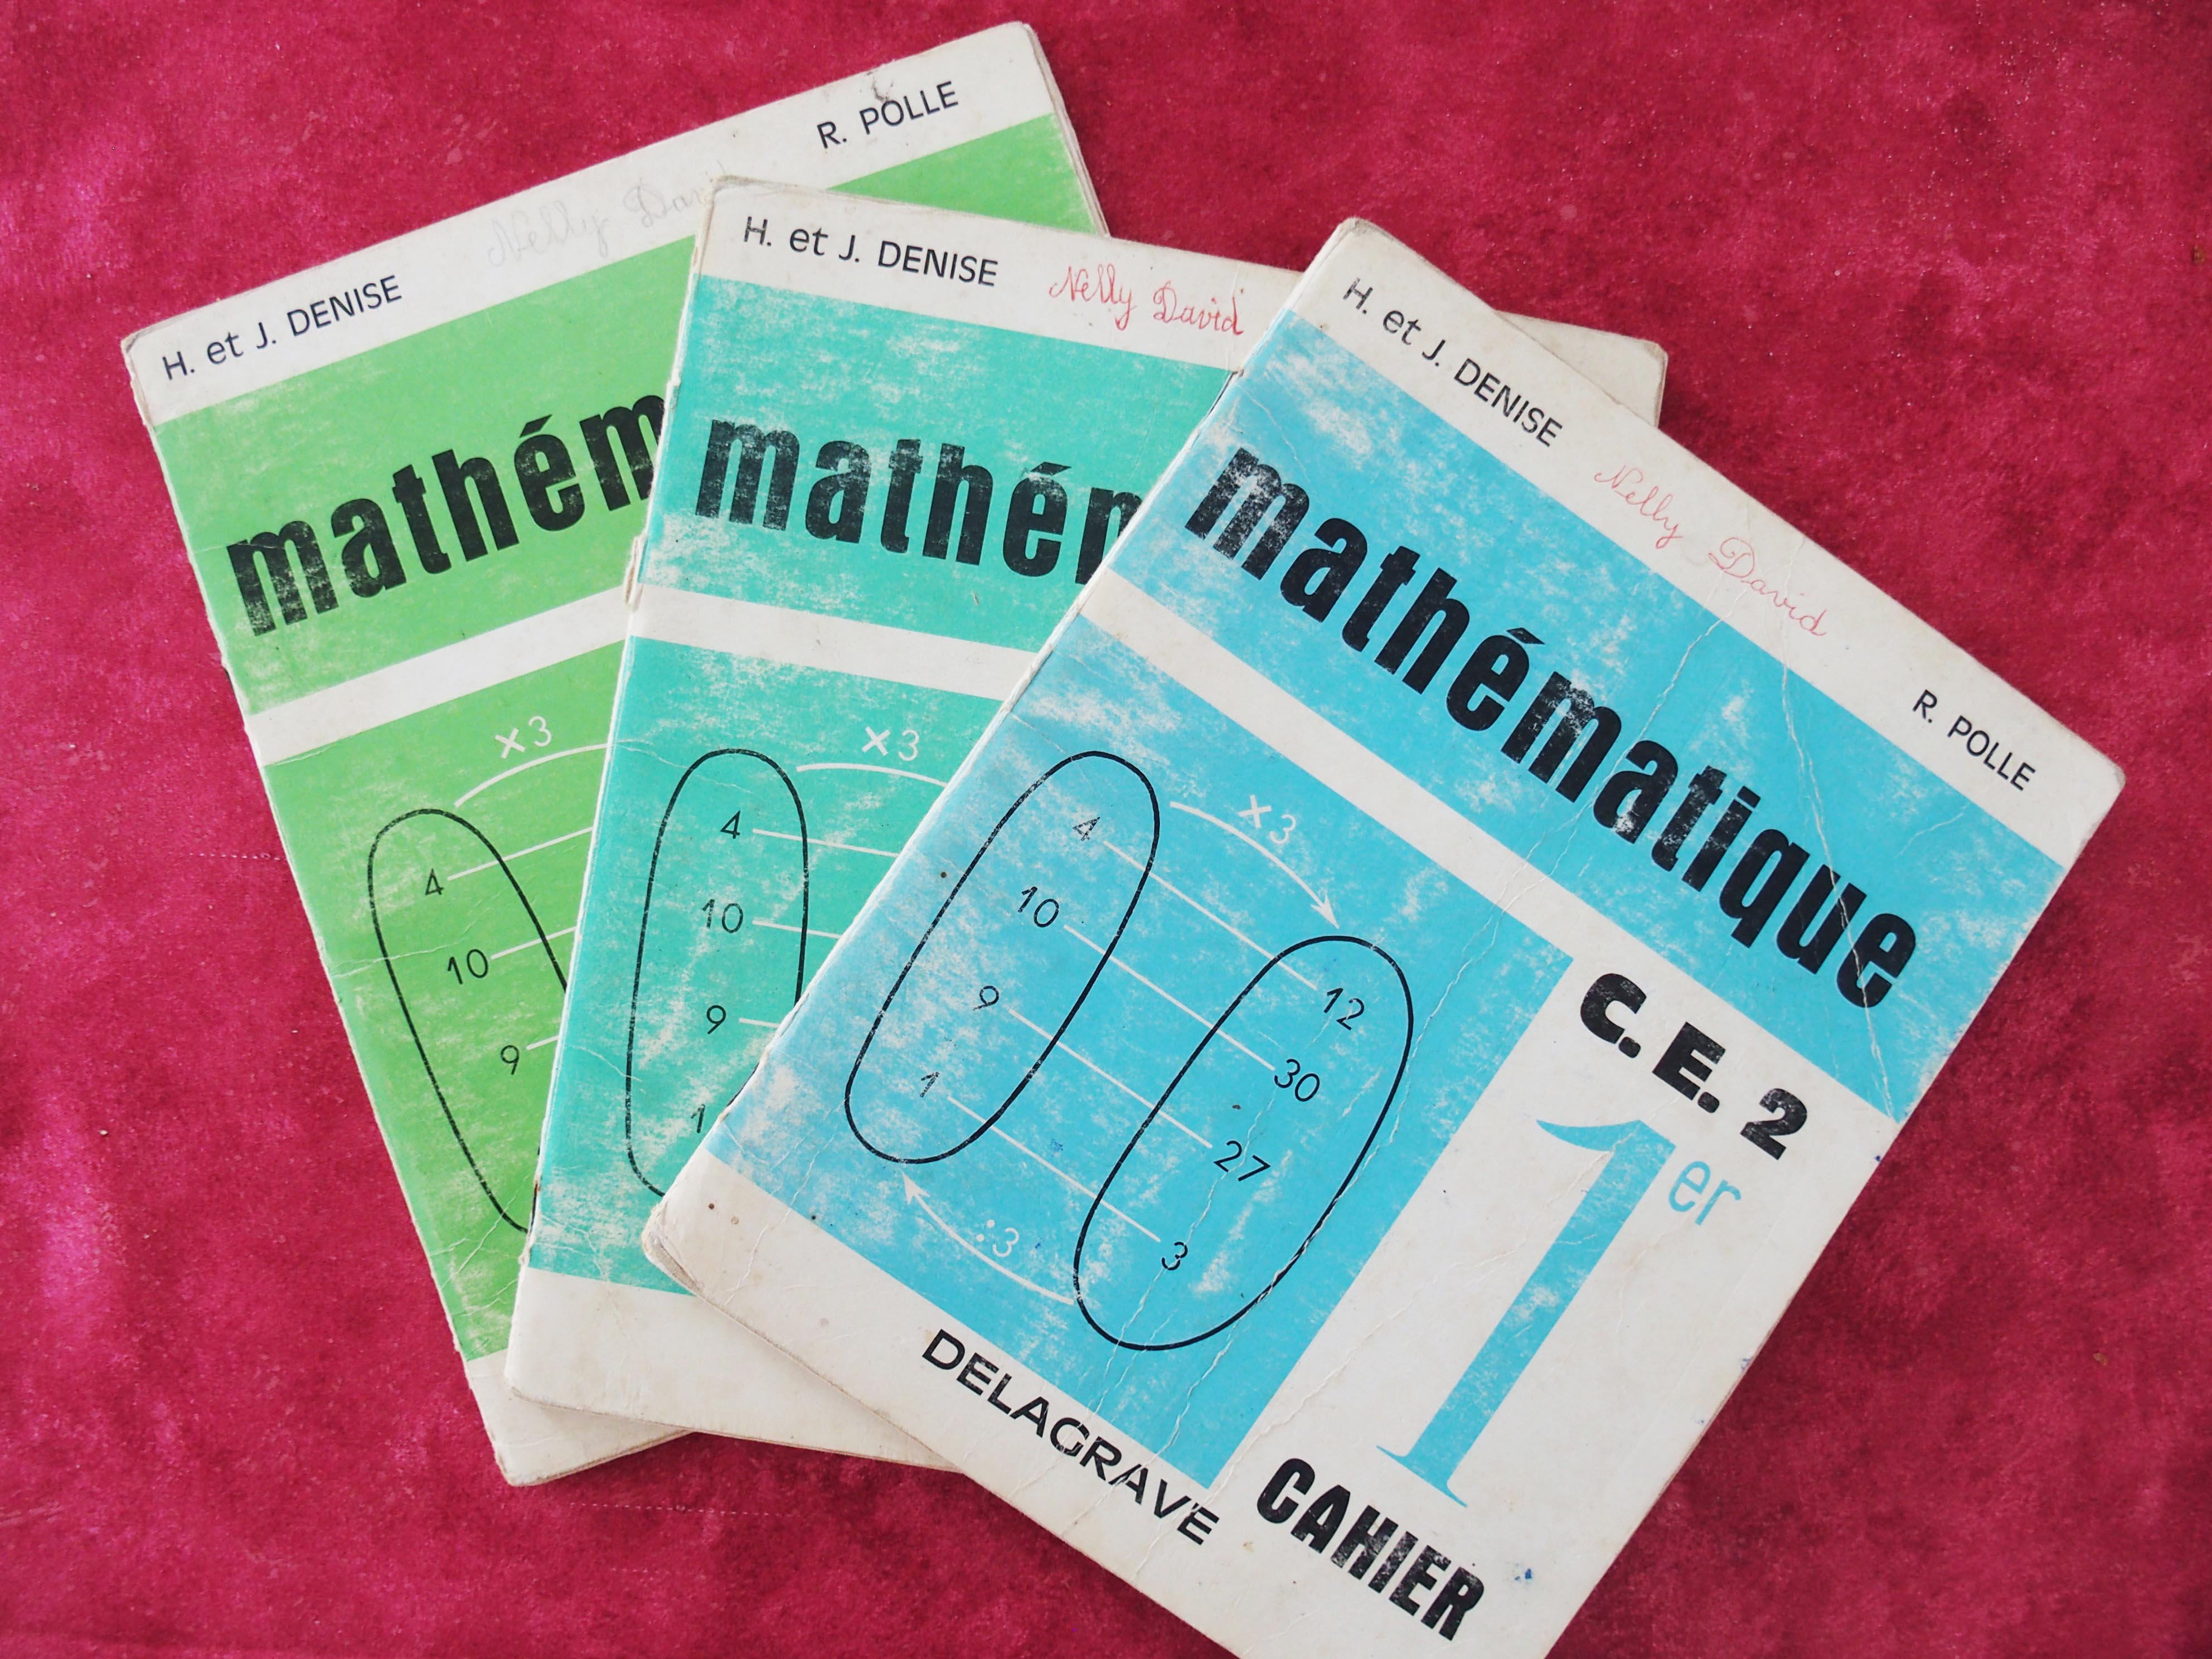 H. et J. DENISE Nelly Davi R. POLLE
mathém
×3
4
10
9
H. et J. DENISE Nelly David
mathém
×3
4
10
9
1
H. et J. DENISE Nelly David R. POLLE
mathématique
C.E.2
1er
CAHIER
×3
4 12
10 30
9 27
1 3
:3
DELAGRAVE